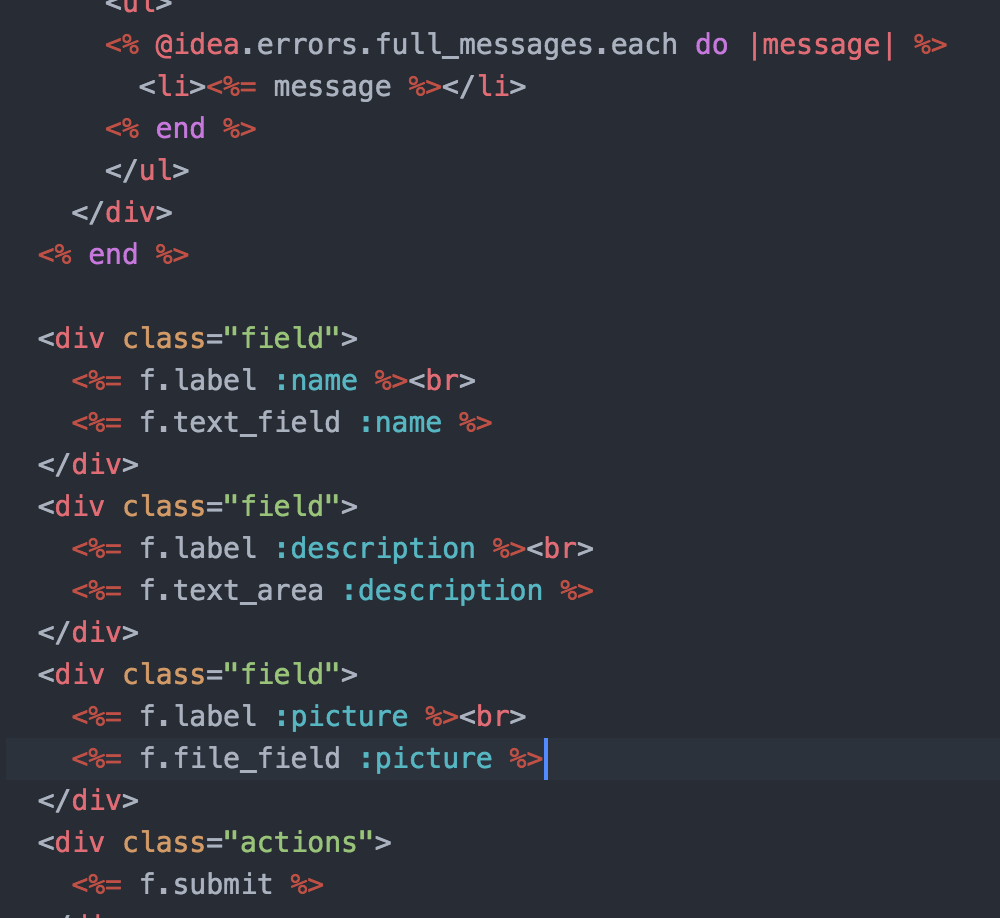 <ul>
<% @idea.errors.full_messages.each do |message| %>
<li><%= message %></li>
<% end %>
</ul>
</div>
<% end %>
<div class="field">
<%= f.label :name %><br>
<%= f.text_field :name %>
</div>
<div class="field">
<%= f.label :description %><br>
<%= f.text_area :description %>
</div>
<div class="field">
<%= f.label :picture %><br>
<%= f.file_field :picture %>
</div>
<div class="actions">
<%= f.submit %>